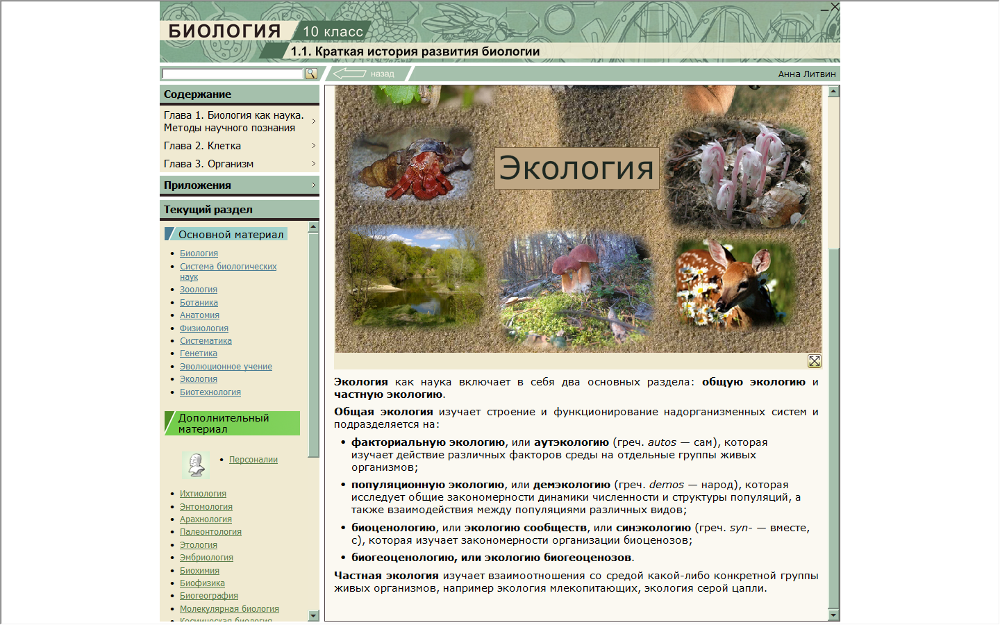 БИОЛОГИЯ 10 класс
1.1. Краткая история развития биологии
назад
Анна Литвин
Содержание
Глава 1. Биология как наука.
Методы научного познания
Глава 2. Клетка
Глава 3. Организм
Приложения
Текущий раздел
Основной материал
Биология
Система биологических
наук
Зоология
Ботаника
Анатомия
Физиология
Систематика
Генетика
Эволюционное учение
Экология
Биотехнология
Дополнительный
материал
Персоналии
Ихтиология
Энтомология
Арахнология
Палеонтология
Этология
Эмбриология
Биохимия
Биофизика
Биогеография
Молекулярная биология
Космическая биология
Экология
Экология как наука включает в себя два основных раздела: общую экологию и
частную экологию.
Общая экология изучает строение и функционирование надорганизменных систем и
подразделяется на:
факториальную экологию, или аутэкологию (греч. autos — сам), которая
изучает действие различных факторов среды на отдельные группы живых
организмов;
популяционную экологию, или демэкологию (греч. demos — народ), которая
исследует общие закономерности динамики численности и структуры популяций, а
также взаимодействия между популяциями различных видов;
биоценологию, или экологию сообществ, или синэкологию (греч. syn- — вместе,
с), которая изучает закономерности организации биоценозов;
биогеоценологию, или экологию биогеоценозов.
Частная экология изучает взаимоотношения со средой какой-либо конкретной группы
живых организмов, например экология млекопитающих, экология серой цапли.